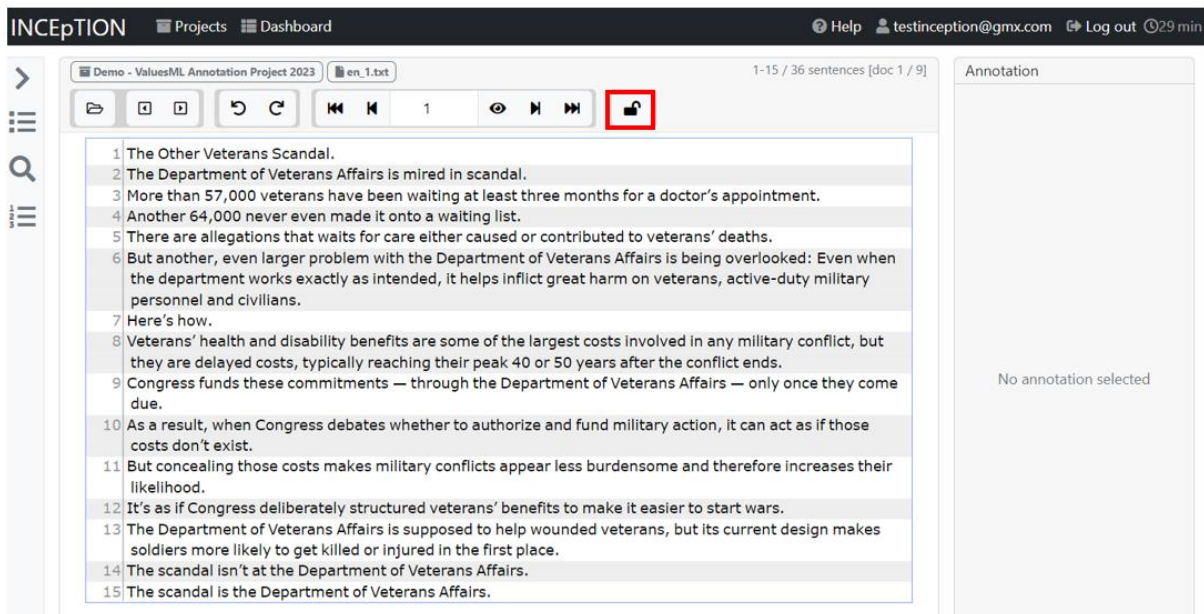 INCEpTION Projects Dashboard Help testinception@gmx.com Log out 29 min
Demo - ValuesML Annotation Project 2023 en_1.txt 1-15 / 36 sentences [doc 1 / 9] Annotation
1
1 The Other Veterans Scandal.
2 The Department of Veterans Affairs is mired in scandal.
3 More than 57,000 veterans have been waiting at least three months for a doctor’s appointment.
4 Another 64,000 never even made it onto a waiting list.
5 There are allegations that waits for care either caused or contributed to veterans’ deaths.
6 But another, even larger problem with the Department of Veterans Affairs is being overlooked: Even when
the department works exactly as intended, it helps inflict great harm on veterans, active-duty military
personnel and civilians.
7 Here’s how.
8 Veterans’ health and disability benefits are some of the largest costs involved in any military conflict, but
they are delayed costs, typically reaching their peak 40 or 50 years after the conflict ends.
9 Congress funds these commitments — through the Department of Veterans Affairs — only once they come
due.
No annotation selected
10 As a result, when Congress debates whether to authorize and fund military action, it can act as if those
costs don’t exist.
11 But concealing those costs makes military conflicts appear less burdensome and therefore increases their
likelihood.
12 It’s as if Congress deliberately structured veterans’ benefits to make it easier to start wars.
13 The Department of Veterans Affairs is supposed to help wounded veterans, but its current design makes
soldiers more likely to get killed or injured in the first place.
14 The scandal isn’t at the Department of Veterans Affairs.
15 The scandal is the Department of Veterans Affairs.